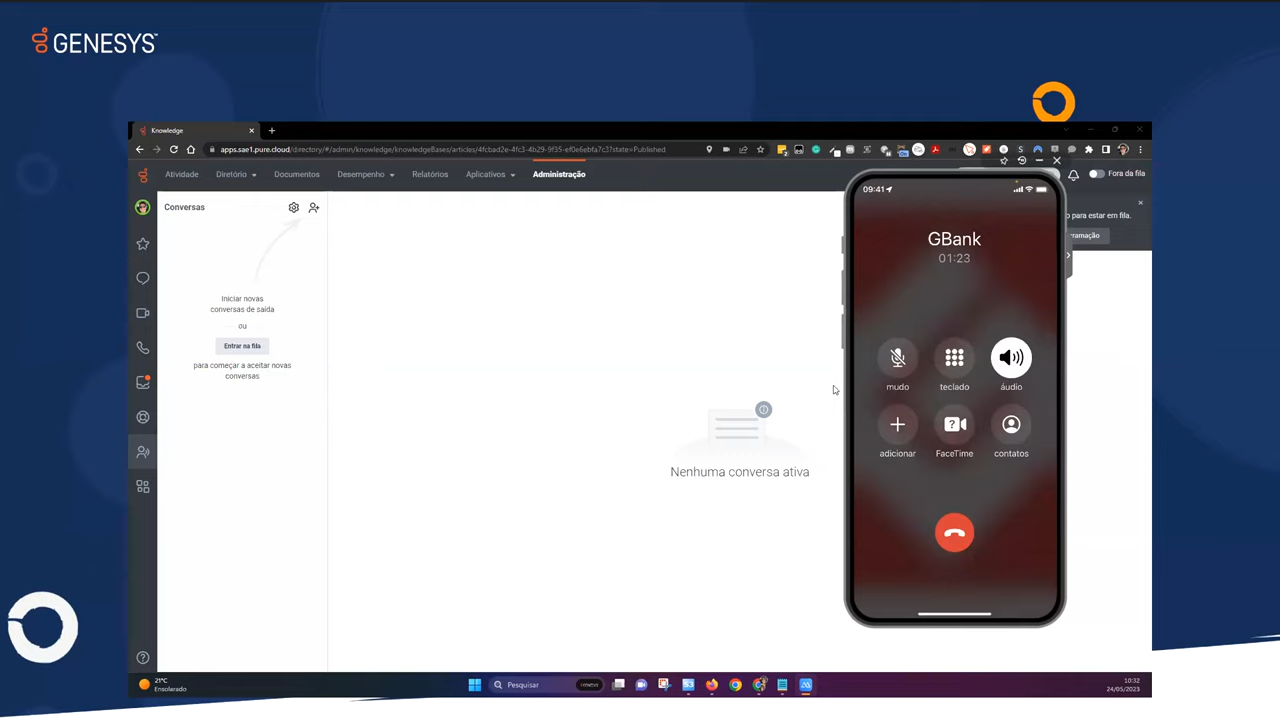 GENESYS™
Knowledge
apps.sae1.pure.cloud/directory/#/admin/knowledge/knowledgeBases/articles/4fcbad2e-4fc3-4b29-9f35-ef0e6ebfa7c3?state=Published
Atividade
Diretório
Documentos
Desempenho
Relatórios
Aplicativos
Administração
Fora da fila
Conversas
o para estar em fila.
ramação
Iniciar novas
conversas de saída
ou
Entrar na fila
para começar a aceitar novas
conversas
Nenhuma conversa ativa
09:41
GBank
01:23
mudo
teclado
áudio
adicionar
FaceTime
contatos
21°C
Ensolarado
Pesquisar
10:32
24/05/2023